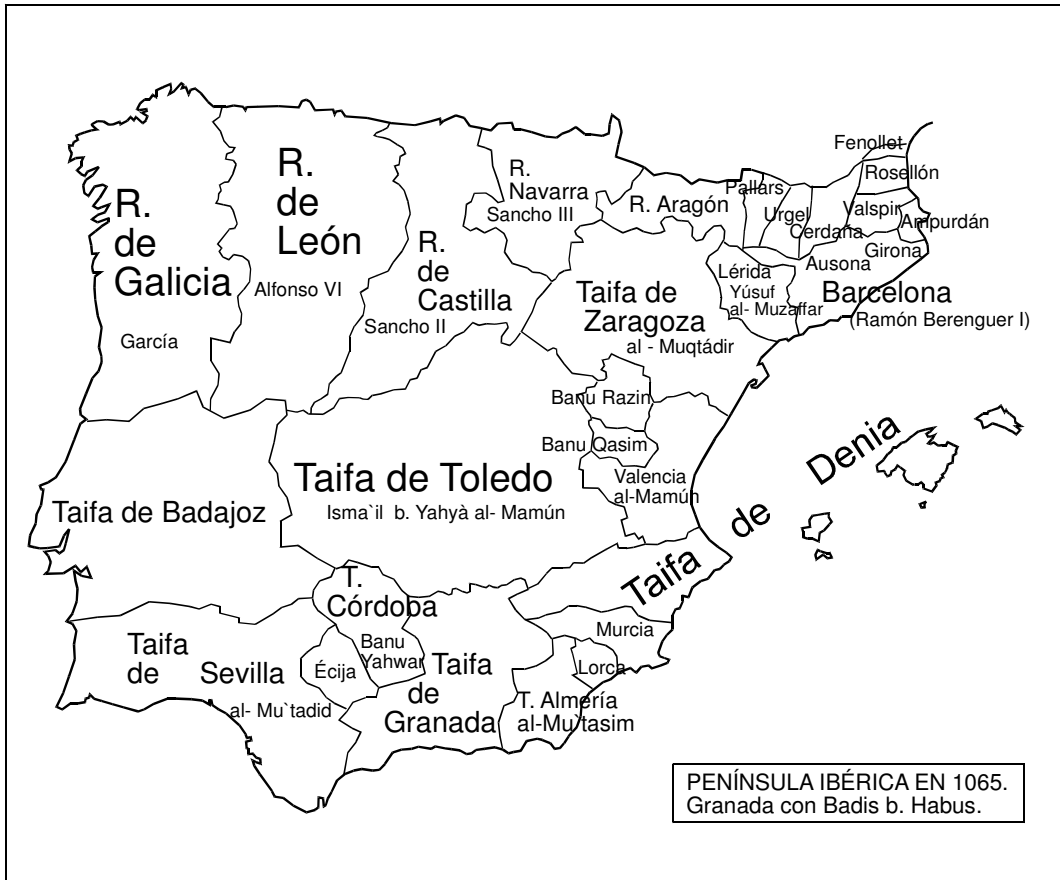 R.
de
Galicia
García
R.
de
León
Alfonso VI
R.
de
Castilla
Sancho II
R.
Navarra
Sancho III
R. Aragón
Pallárs
Urgel
Cerdaña
Fenollet
Rosellón
Valspir
Ampurdán
Girona
Ausona
Barcelona
(Ramón Berenguer I)
Lérida
Yúsuf
al- Muzaffar
Taifa de
Zaragoza
al - Muqtádir
Banu Razin
Banu Qasim
Valencia
al-Mamún
Taifa de Toledo
Isma`il b. Yahyà al- Mamún
Taifa de Badajoz
Taifa de Denia
T.
Córdoba
Banu
Yahwar
Écija
Taifa
de Sevilla
al- Mu`tadid
Taifa
de
Granada
Murcia
Lorca
T. Almería
al-Mu`tasim
PENÍNSULA IBÉRICA EN 1065.
Granada con Badis b. Habus.